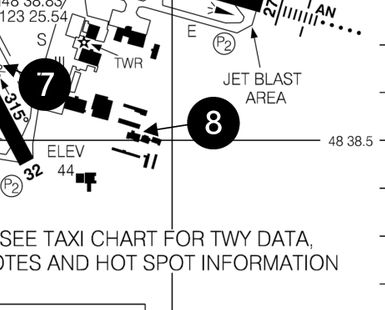 48 38.83/
123 25.54
27
AN
S
E
P2
TWR
JET BLAST
AREA
7
315°
8
48 38.5
ELEV
44
32
P2
SEE TAXI CHART FOR TWY DATA,
OTES AND HOT SPOT INFORMATION